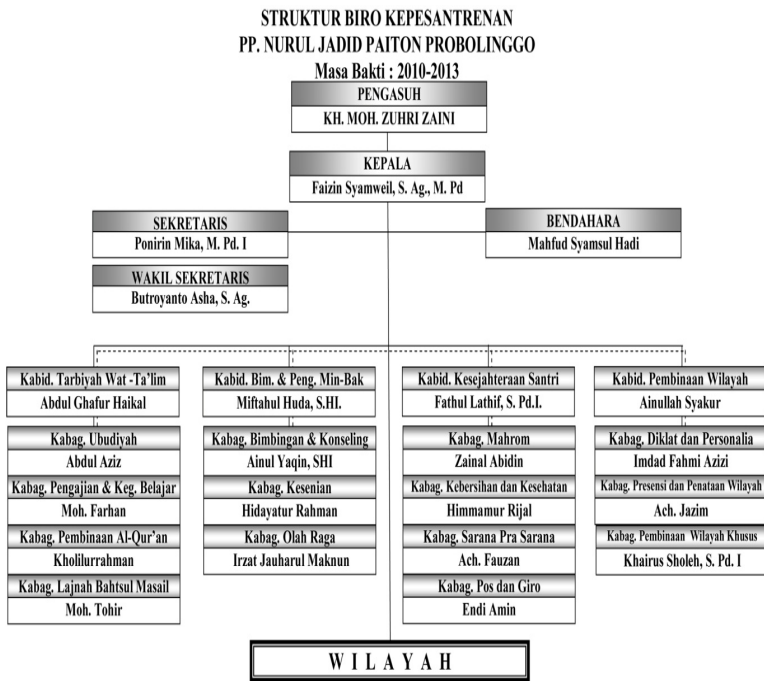 STRUKTUR BIRO KEPESANTRENAN
PP. NURUL JADID PAITON PROBOLINGGO
Masa Bakti : 2010-2013
PENGASUH
KH. MOH. ZUHRI ZAINI
KEPALA
Faizin Syamweil, S. Ag., M. Pd
SEKRETARIS
Ponirin Mika, M. Pd. I
BENDAHARA
Mahfud Syamsul Hadi
WAKIL SEKRETARIS
Butroyanto Asha, S. Ag.
Kabid. Tarbiyah Wat -Ta'lim
Abdul Ghafur Haikal
Kabag. Ubudiyah
Abdul Aziz
Kabag. Pengajian & Keg. Belajar
Moh. Farhan
Kabag. Pembinaan Al-Qur'an
Kholilurrahman
Kabag. Lajnah Bahtsul Masail
Moh. Tohir
Kabid. Bim. & Peng. Min-Bak
Miftahul Huda, S.HI.
Kabag. Bimbingan & Konseling
Ainul Yaqin, SHI
Kabag. Kesenian
Hidayatur Rahman
Kabag. Olah Raga
Irzat Jauharul Maknun
Kabid. Kesejahteraan Santri
Fathul Lathif, S. Pd.I.
Kabag. Mahrom
Zainal Abidin
Kabag. Kebersihan dan Kesehatan
Himmamur Rijal
Kabag. Sarana Pra Sarana
Ach. Fauzan
Kabag. Pos dan Giro
Endi Amin
Kabid. Pembinaan Wilayah
Ainullah Syakur
Kabag. Diklat dan Personalia
Imdad Fahmi Azizi
Kabag. Presensi dan Penataan Wilayah
Ach. Jazim
Kabag. Pembinaan Wilayah Khusus
Khairus Sholeh, S. Pd. I
W I L A Y A H